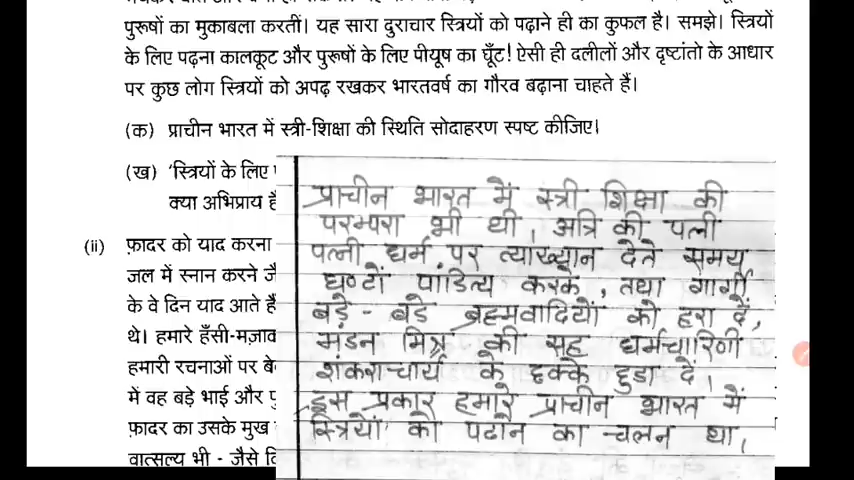 पुरूषों का मुकाबला करतीं। यह सारा दुराचार स्त्रियों को पढ़ाने ही का कुफल है। समझे। स्त्रियों
के लिए पढ़ना कालकूट और पुरूषों के लिए पीयूष का घूँट! ऐसी ही दलीलों और दृष्टांतो के आधार
पर कुछ लोग स्त्रियों को अपढ़ रखकर भारतवर्ष का गौरव बढ़ाना चाहते हैं।
(क) प्राचीन भारत में स्त्री-शिक्षा की स्थिति सोदाहरण स्पष्ट कीजिए।
(ख) 'स्त्रियों के लिए
क्या अभिप्राय है
प्राचीन भारत में स्त्री शिक्षा की
परम्परा भी थी, अत्रि की पत्नी
पत्नी धर्म पर व्याख्यान देते समय
घण्टों पांडित्य करके, तथा गार्गी
बड़े - बडे ब्रह्मवादियों को हरा दें,
मंडन मिश्र की सह धर्मचारिणी
शंकराचार्य के छक्के छुडा दें,
इस प्रकार हमारे प्राचीन भारत में
स्त्रियों को पढाने का चलन था,
(ii) फ़ादर को याद करना
जल में स्नान करने जै
के वे दिन याद आते हैं
थे। हमारे हँसी-मज़ाक
हमारी रचनाओं पर बे
में वह बड़े भाई और पु
फ़ादर का उसके मुख
वात्सल्य भी - जैसे